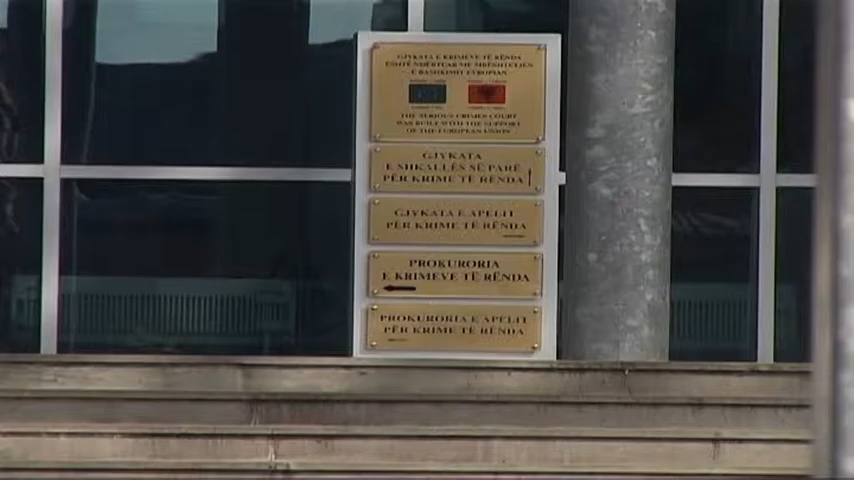 GJYKATA E KRIMEVE TË RËNDA
ËSHTË NDËRTUAR ME MBËSHTETJEN
E BASHKIMIT EVROPIAN
THE SERIOUS CRIMES COURT
WAS BUILT WITH THE SUPPORT
OF THE EUROPEAN UNION
GJYKATA
E SHKALLËS SË PARË
PËR KRIME TË RËNDA
GJYKATA E APELIT
PËR KRIME TË RËNDA
PROKURORIA
E KRIMEVE TË RËNDA
PROKURORIA E APELIT
PËR KRIME TË RËNDA